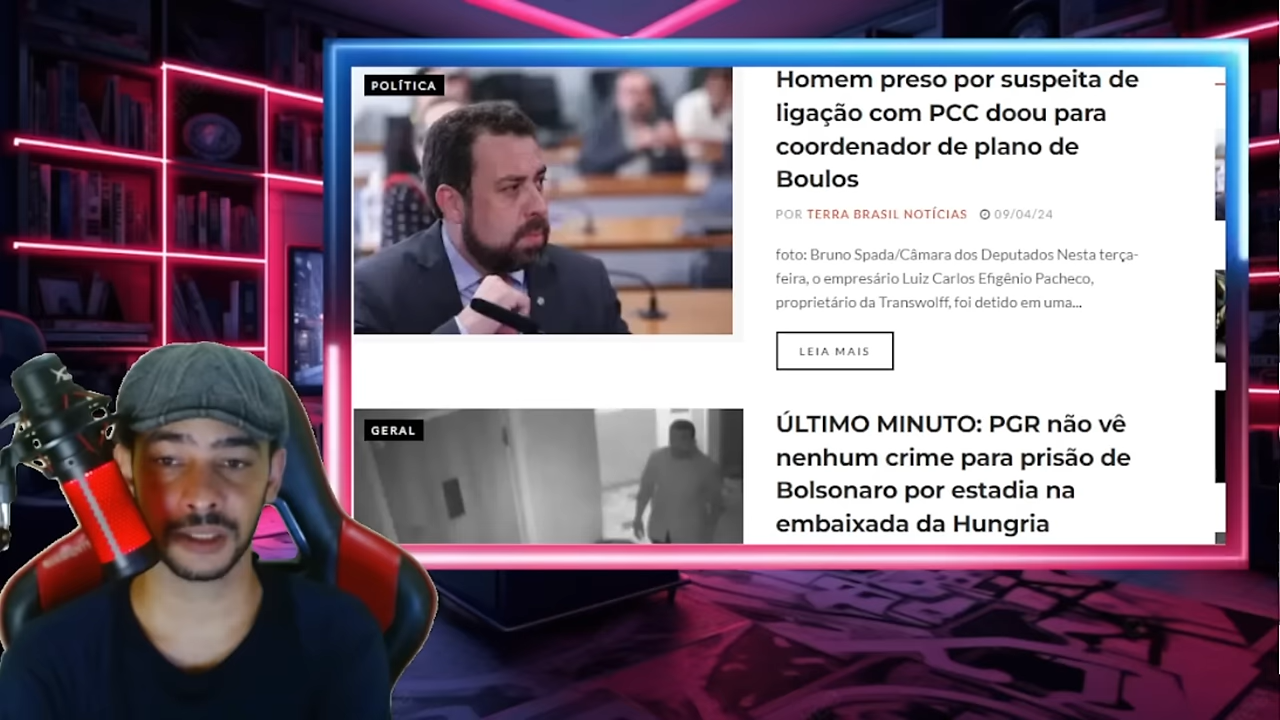 POLÍTICA
Homem preso por suspeita de
ligação com PCC doou para
coordenador de plano de
Boulos
POR TERRA BRASIL NOTÍCIAS 09/04/24
foto: Bruno Spada/Câmara dos Deputados Nesta terça-
feira, o empresário Luiz Carlos Efigênio Pacheco,
proprietário da Transwolff, foi detido em uma...
LEIA MAIS
GERAL
ÚLTIMO MINUTO: PGR não vê
nenhum crime para prisão de
Bolsonaro por estadia na
embaixada da Hungria